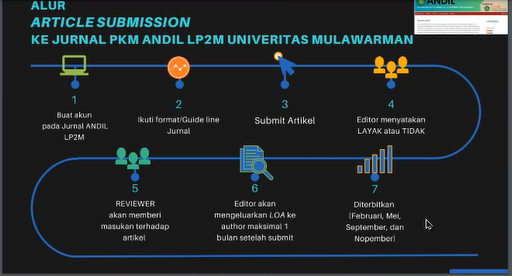 ALUR
ARTICLE SUBMISSION
KE JURNAL PKM ANDIL LP2M UNIVERITAS MULAWARMAN
ANDIL
1
Buat akun
pada Jurnal ANDIL
LP2M
2
Ikuti format/Guide line
Jurnal
3
Submit Artikel
4
Editor menyatakan
LAYAK atau TIDAK
5
REVIEWER
akan memberi
masukan terhadap
artikel
6
Editor akan
mengeluarkan LOA ke
author maksimal 1
bulan setelah submit
7
Diterbitkan
(Februari, Mei,
September, dan
Nopember)